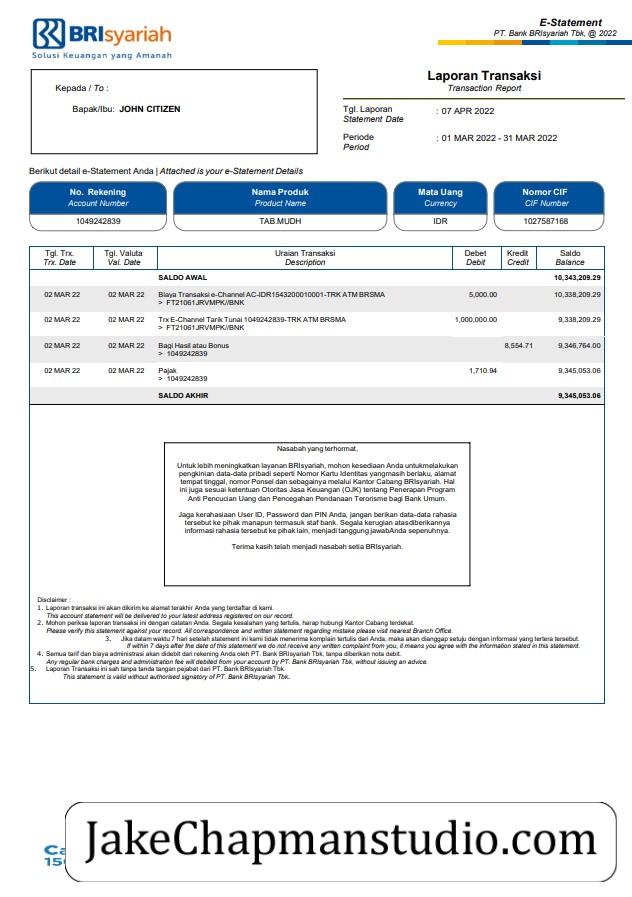 BRIsyariah
Solusi Keuangan yang Amanah
E-Statement
PT. Bank BRIsyariah Tbk, @ 2022
Kepada / To :
Bapak/Ibu: JOHN CITIZEN
Laporan Transaksi
Transaction Report
Tgl. Laporan : 07 APR 2022
Statement Date
Periode : 01 MAR 2022 - 31 MAR 2022
Period
Berikut detail e-Statement Anda | Attached is your e-Statement Details
No. Rekening Nama Produk Mata Uang Nomor CIF
Account Number Product Name Currency CIF Number
1049242839 TAB.MUDH IDR 1027587168
Tgl. Trx. Tgl. Valuta Uraian Transaksi Debet Kredit Saldo
Trx. Date Val. Date Description Debit Credit Balance
SALDO AWAL 10,343,209.29
02 MAR 22 02 MAR 22 Biaya Transaksi e-Channel AC-IDR1543200010001-TRK ATM BRSMA 5,000.00 10,338,209.29
> FT21061JRVMPK//BNK
02 MAR 22 02 MAR 22 Trx E-Channel Tarik Tunai 1049242839-TRK ATM BRSMA 1,000,000.00 9,338,209.29
> FT21061JRVMPK//BNK
02 MAR 22 02 MAR 22 Bagi Hasil atau Bonus 8,554.71 9,346,764.00
> 1049242839
02 MAR 22 02 MAR 22 Pajak 1,710.94 9,345,053.06
> 1049242839
SALDO AKHIR 9,345,053.06
Nasabah yang terhormat,
Untuk lebih meningkatkan layanan BRIsyariah, mohon kesediaan Anda untukmelakukan
pengkinian data-data pribadi seperti Nomor Kartu Identitas yangmasih berlaku, alamat
tempat tinggal, nomor Ponsel dan sebagainya melalui Kantor Cabang BRIsyariah. Hal
ini juga sesuai ketentuan Otoritas Jasa Keuangan (OJK) tentang Penerapan Program
Anti Pencucian Uang dan Pencegahan Pendanaan Terorisme bagi Bank Umum.
Jaga kerahasiaan User ID, Password dan PIN Anda, jangan berikan data-data rahasia
tersebut ke pihak manapun termasuk staf bank. Segala kerugian atasdiberikannya
informasi rahasia tersebut ke pihak lain, menjadi tanggung jawabAnda sepenuhnya.
Terima kasih telah menjadi nasabah setia BRIsyariah.
Disclaimer :
1. Laporan transaksi ini akan dikirim ke alamat terakhir Anda yang terdaftar di kami.
This account statement will be delivered to your latest address registered on our record.
2. Mohon periksa laporan transaksi ini dengan catatan Anda. Segala kesalahan yang tertulis, harap hubungi Kantor Cabang terdekat.
Please verify this statement against your record. All correspondence and written statement regarding mistake please visit nearest Branch Office.
3. Jika dalam waktu 7 hari setelah statement ini kami tidak menerima komplain tertulis dari Anda, maka akan dianggap setuju dengan informasi yang tertera tersebut.
If within 7 days after the date of this statement we do not receive any written complaint from you, it means you agree with the information stated in this statement.
4. Semua tarif dan biaya administrasi akan didebit dari rekening Anda oleh PT. Bank BRIsyariah Tbk, tanpa diberikan nota debit.
Any regular bank charges and administration fee will debited from your account by PT. Bank BRIsyariah Tbk, without issuing an advice.
5. Laporan Transaksi ini sah tanpa tanda tangan pejabat dari PT. Bank BRIsyariah Tbk.
This statement is valid without authorised signatory of PT. Bank BRIsyariah Tbk.
JakeChapmanstudio.com